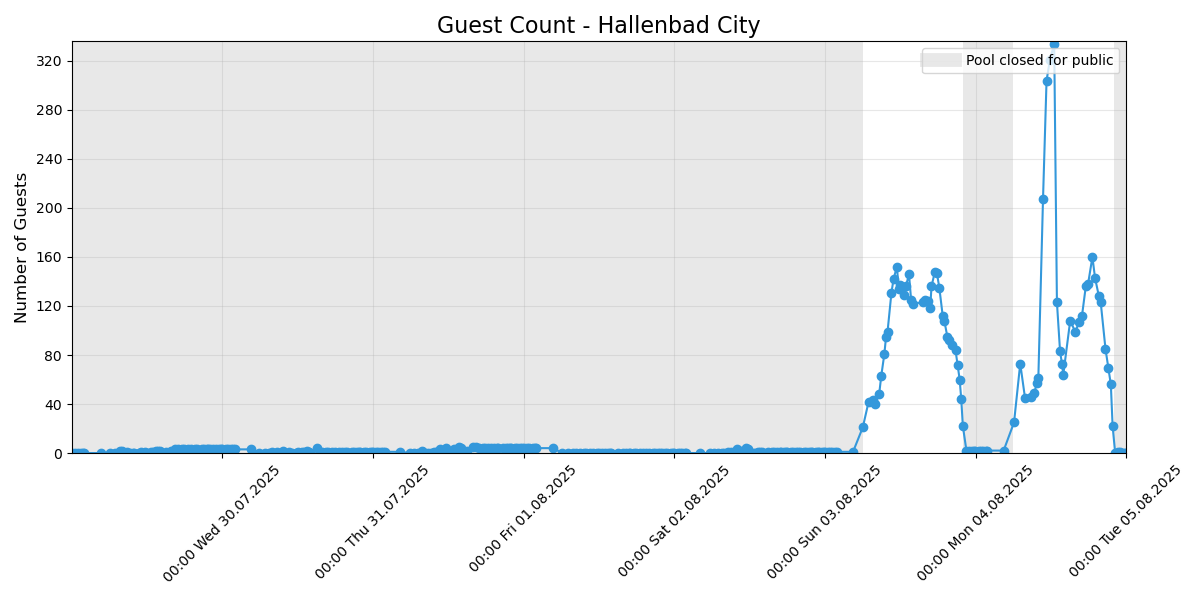 Guest Count - Hallenbad City
Pool closed for public
Number of Guests
320
280
240
200
160
120
80
40
0
00:00 Wed 30.07.2025
00:00 Thu 31.07.2025
00:00 Fri 01.08.2025
00:00 Sat 02.08.2025
00:00 Sun 03.08.2025
00:00 Mon 04.08.2025
00:00 Tue 05.08.2025